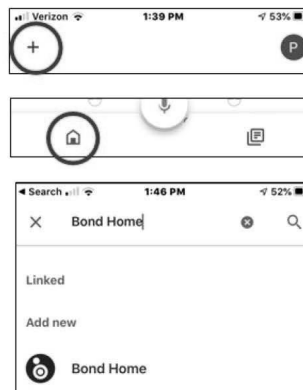 Verizon 1:39 PM 53%
+ P
Search 1:46 PM 52%
Bond Home
Linked
Add new
Bond Home